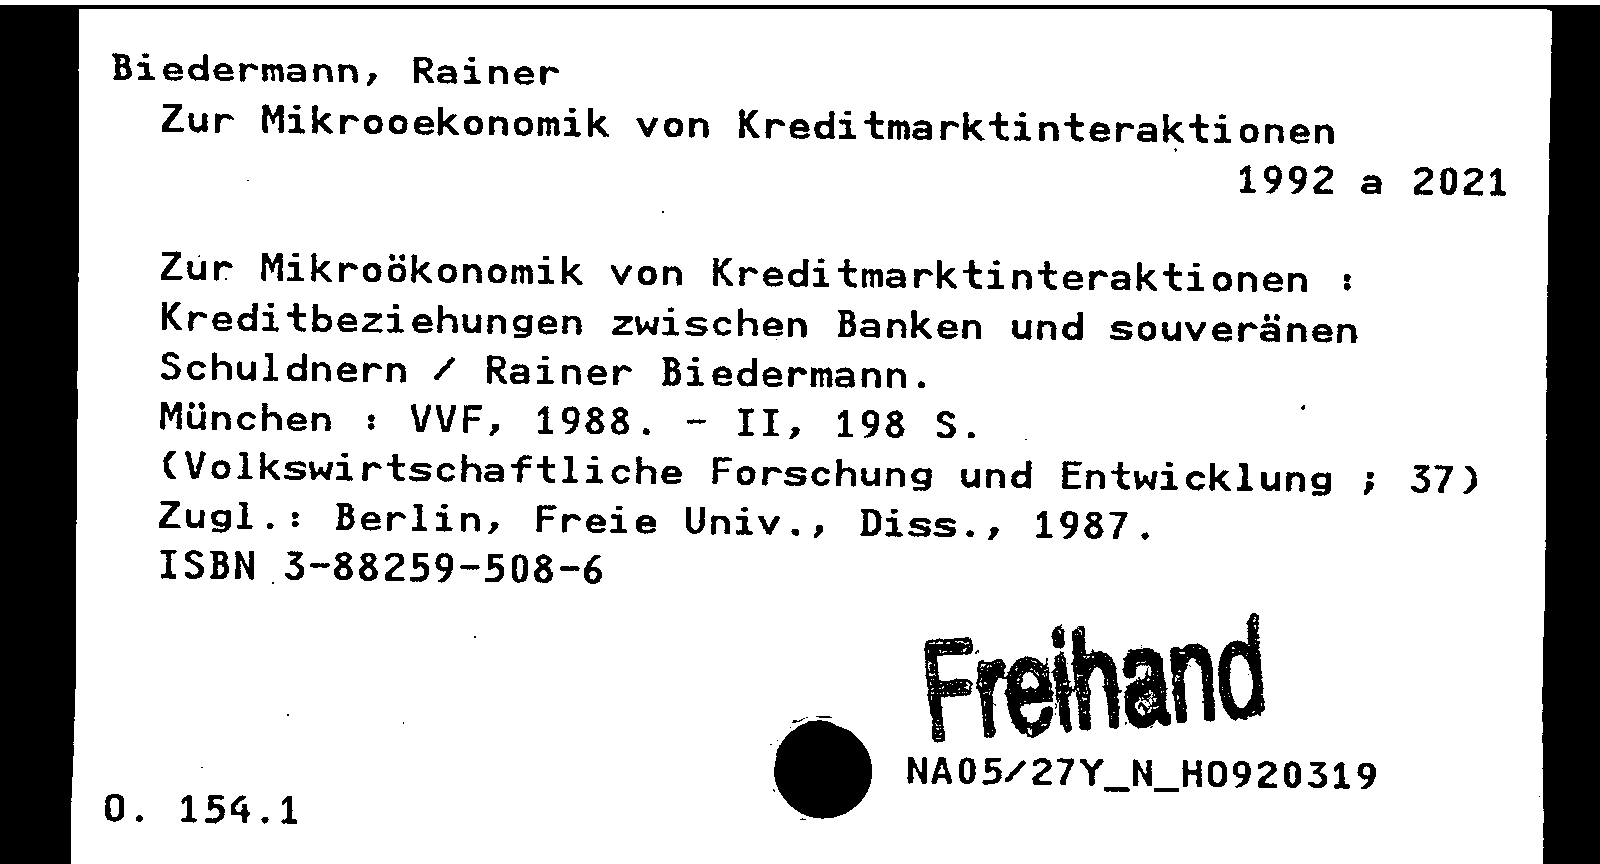 Biedermann, Rainer
Zur Mikrooekonomik von Kreditmarktinteraktionen
1992 a 2021
Zur Mikroökonomik von Kreditmarktinteraktionen :
Kreditbeziehungen zwischen Banken und souveränen
Schuldnern / Rainer Biedermann.
München : VVF, 1988. - II, 198 S.
(Volkswirtschaftliche Forschung und Entwicklung ; 37)
Zugl.: Berlin, Freie Univ., Diss., 1987.
ISBN 3-88259-508-6
Freihand
NA05/27Y_N_H0920319
0. 154.1